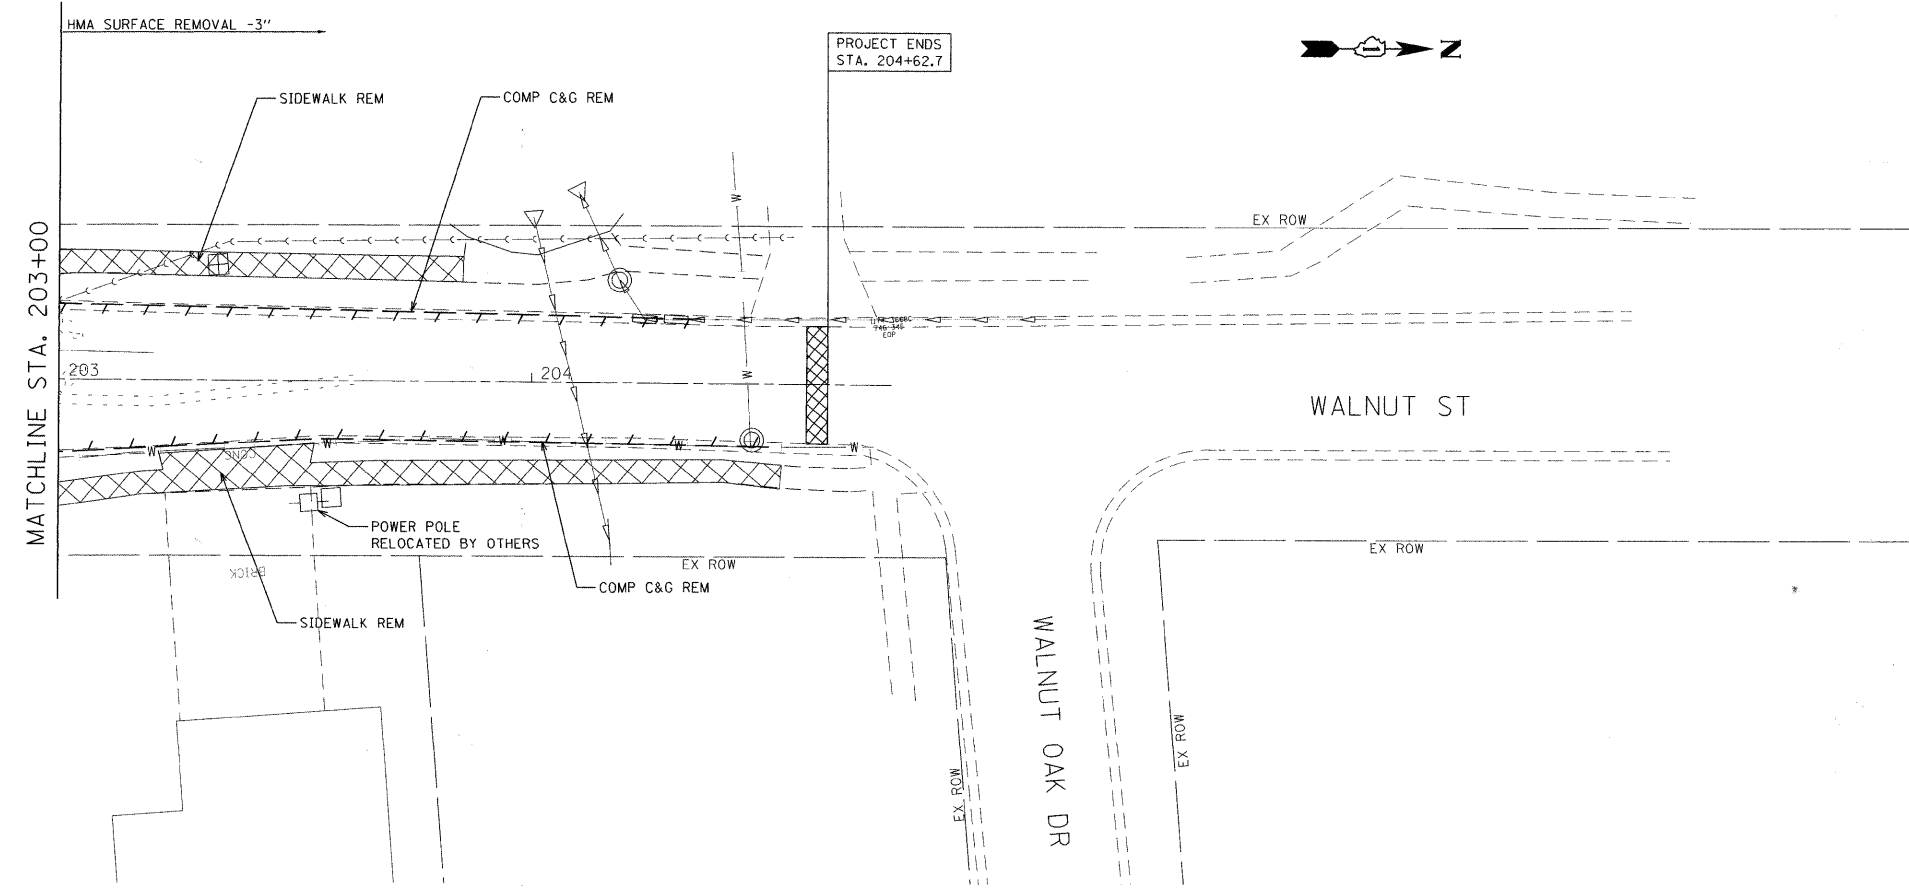 HMA SURFACE REMOVAL -3"
PROJECT ENDS
STA. 204+62.7
N
SIDEWALK REM
COMP C&G REM
W
EX ROW
MATCHLINE STA. 203+00
EOP
203
204
W
WALNUT ST
W
W
W
W
W
CONC
POWER POLE
RELOCATED BY OTHERS
EX ROW
EX ROW
BRICK
COMP C&G REM
SIDEWALK REM
WALNUT OAK DR
EX ROW
EX ROW